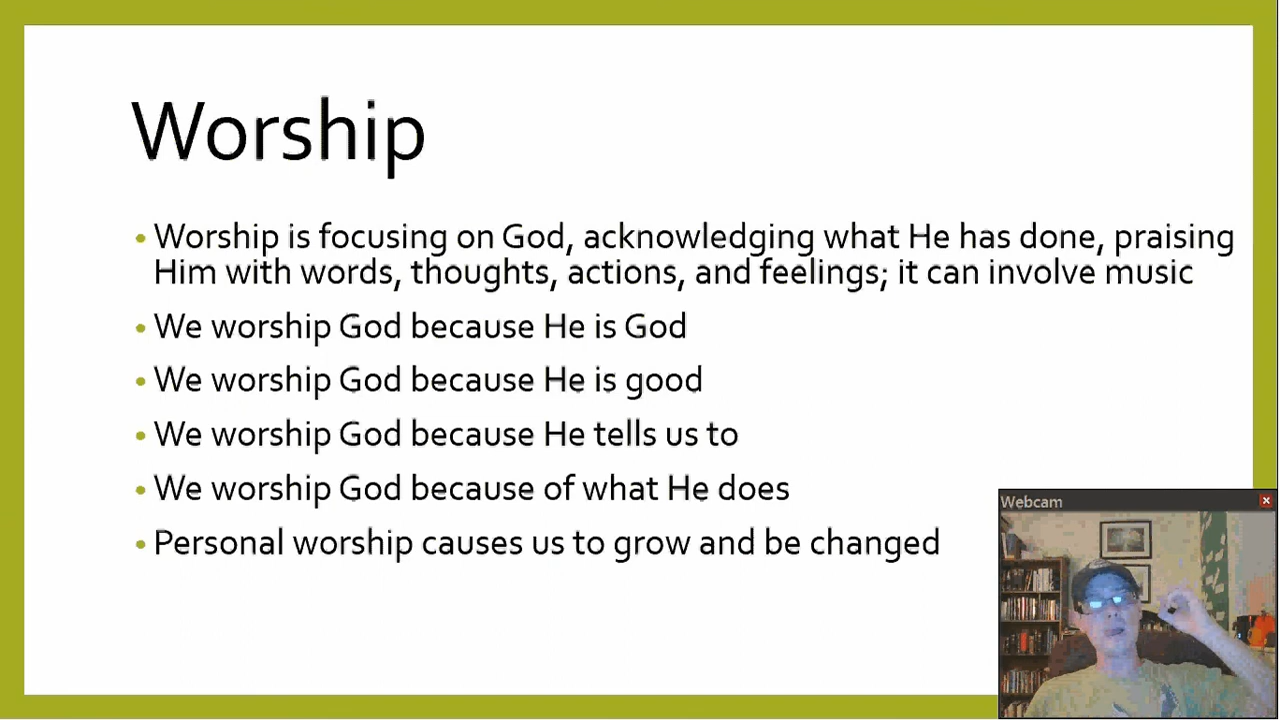 Worship
• Worship is focusing on God, acknowledging what He has done, praising
Him with words, thoughts, actions, and feelings; it can involve music
• We worship God because He is God
• We worship God because He is good
• We worship God because He tells us to
• We worship God because of what He does
• Personal worship causes us to grow and be changed
Webcam